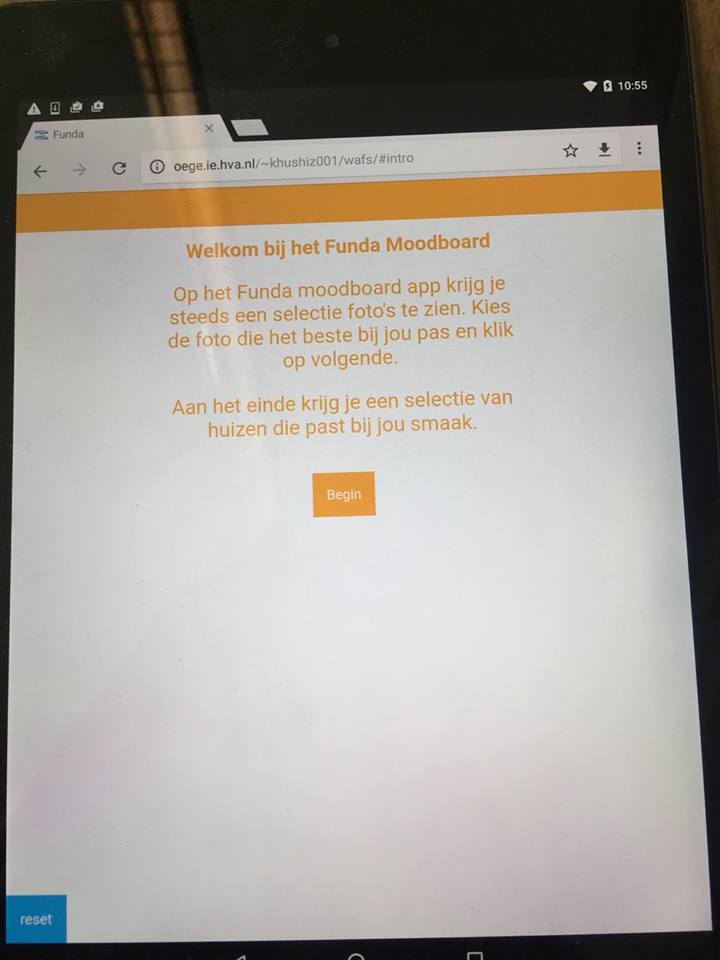 10:55
Funda
oege.ie.hva.nl/~khushiz001/wafs/#intro
Welkom bij het Funda Moodboard
Op het Funda moodboard app krijg je
steeds een selectie foto's te zien. Kies
de foto die het beste bij jou pas en klik
op volgende.
Aan het einde krijg je een selectie van
huizen die past bij jou smaak.
Begin
reset